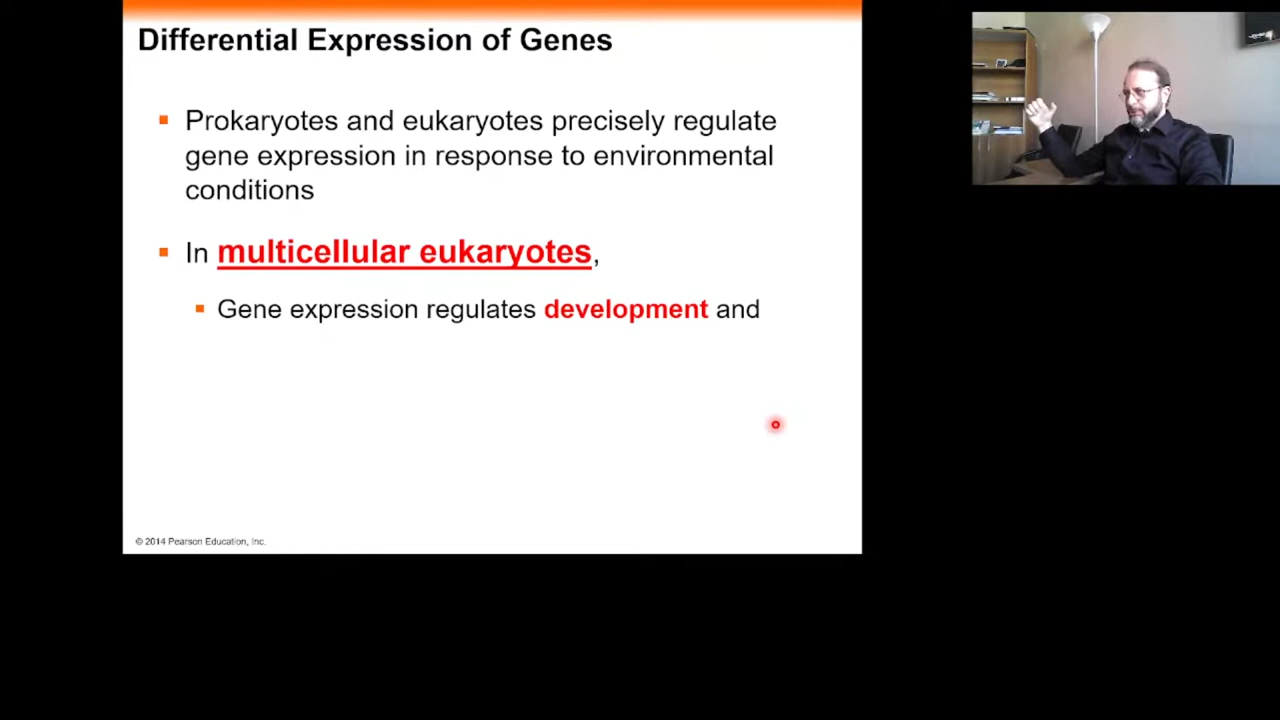 Differential Expression of Genes
Prokaryotes and eukaryotes precisely regulate
gene expression in response to environmental
conditions
In multicellular eukaryotes,
Gene expression regulates development and
© 2014 Pearson Education, Inc.